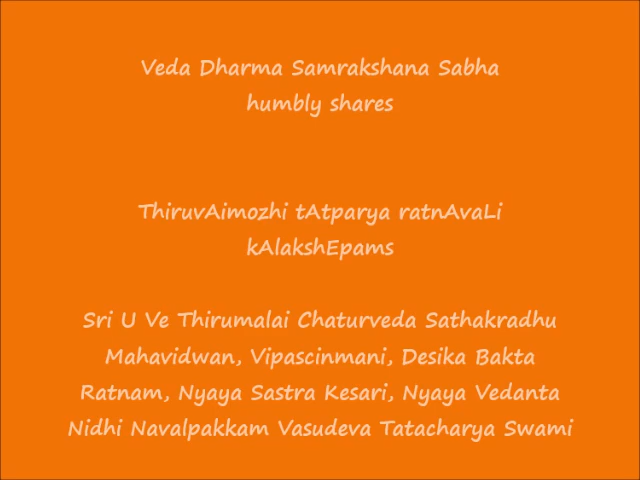 Veda Dharma Samrakshana Sabha
humbly shares
ThiruvAimozhi tAtparya ratnAvaLi
kAlakshEpams
Sri U Ve Thirumalai Chaturveda Sathakradhu
Mahavidwan, Vipascinmani, Desika Bakta
Ratnam, Nyaya Sastra Kesari, Nyaya Vedanta
Nidhi Navalpakkam Vasudeva Tatacharya Swami